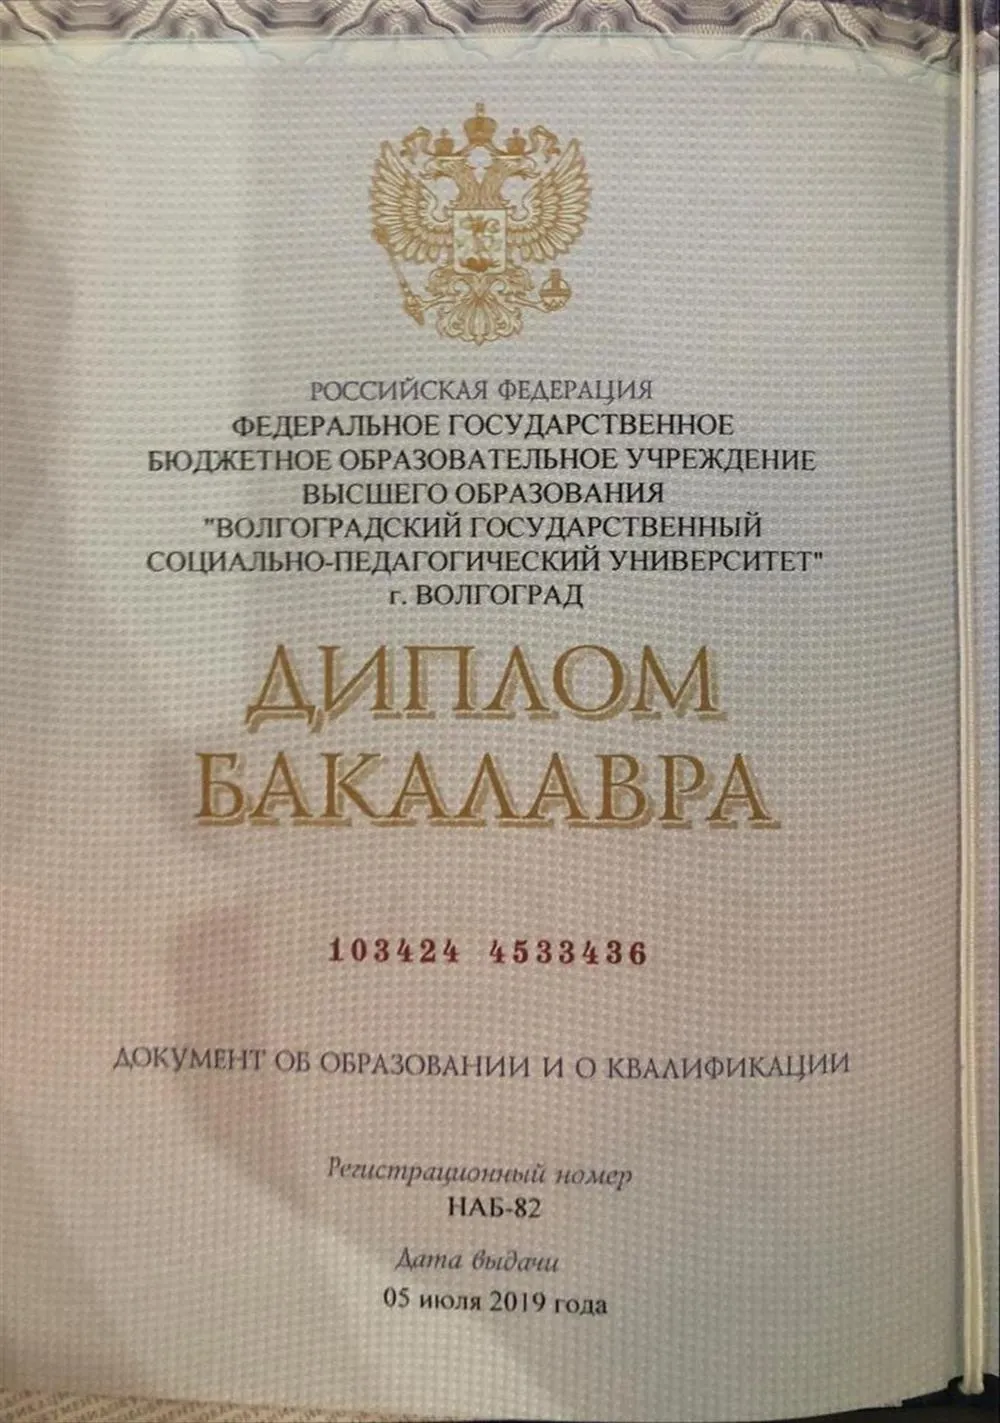 РОССИЙСКАЯ ФЕДЕРАЦИЯ
ФЕДЕРАЛЬНОЕ ГОСУДАРСТВЕННОЕ
БЮДЖЕТНОЕ ОБРАЗОВАТЕЛЬНОЕ УЧРЕЖДЕНИЕ
ВЫСШЕГО ОБРАЗОВАНИЯ
"ВОЛГОГРАДСКИЙ ГОСУДАРСТВЕННЫЙ
СОЦИАЛЬНО-ПЕДАГОГИЧЕСКИЙ УНИВЕРСИТЕТ"
г. ВОЛГОГРАД
ДИПЛОМ
БАКАЛАВРА
103424 4533436
ДОКУМЕНТ ОБ ОБРАЗОВАНИИ И О КВАЛИФИКАЦИИ
Регистрационный номер
НАБ-82
Дата выдачи
05 июля 2019 года